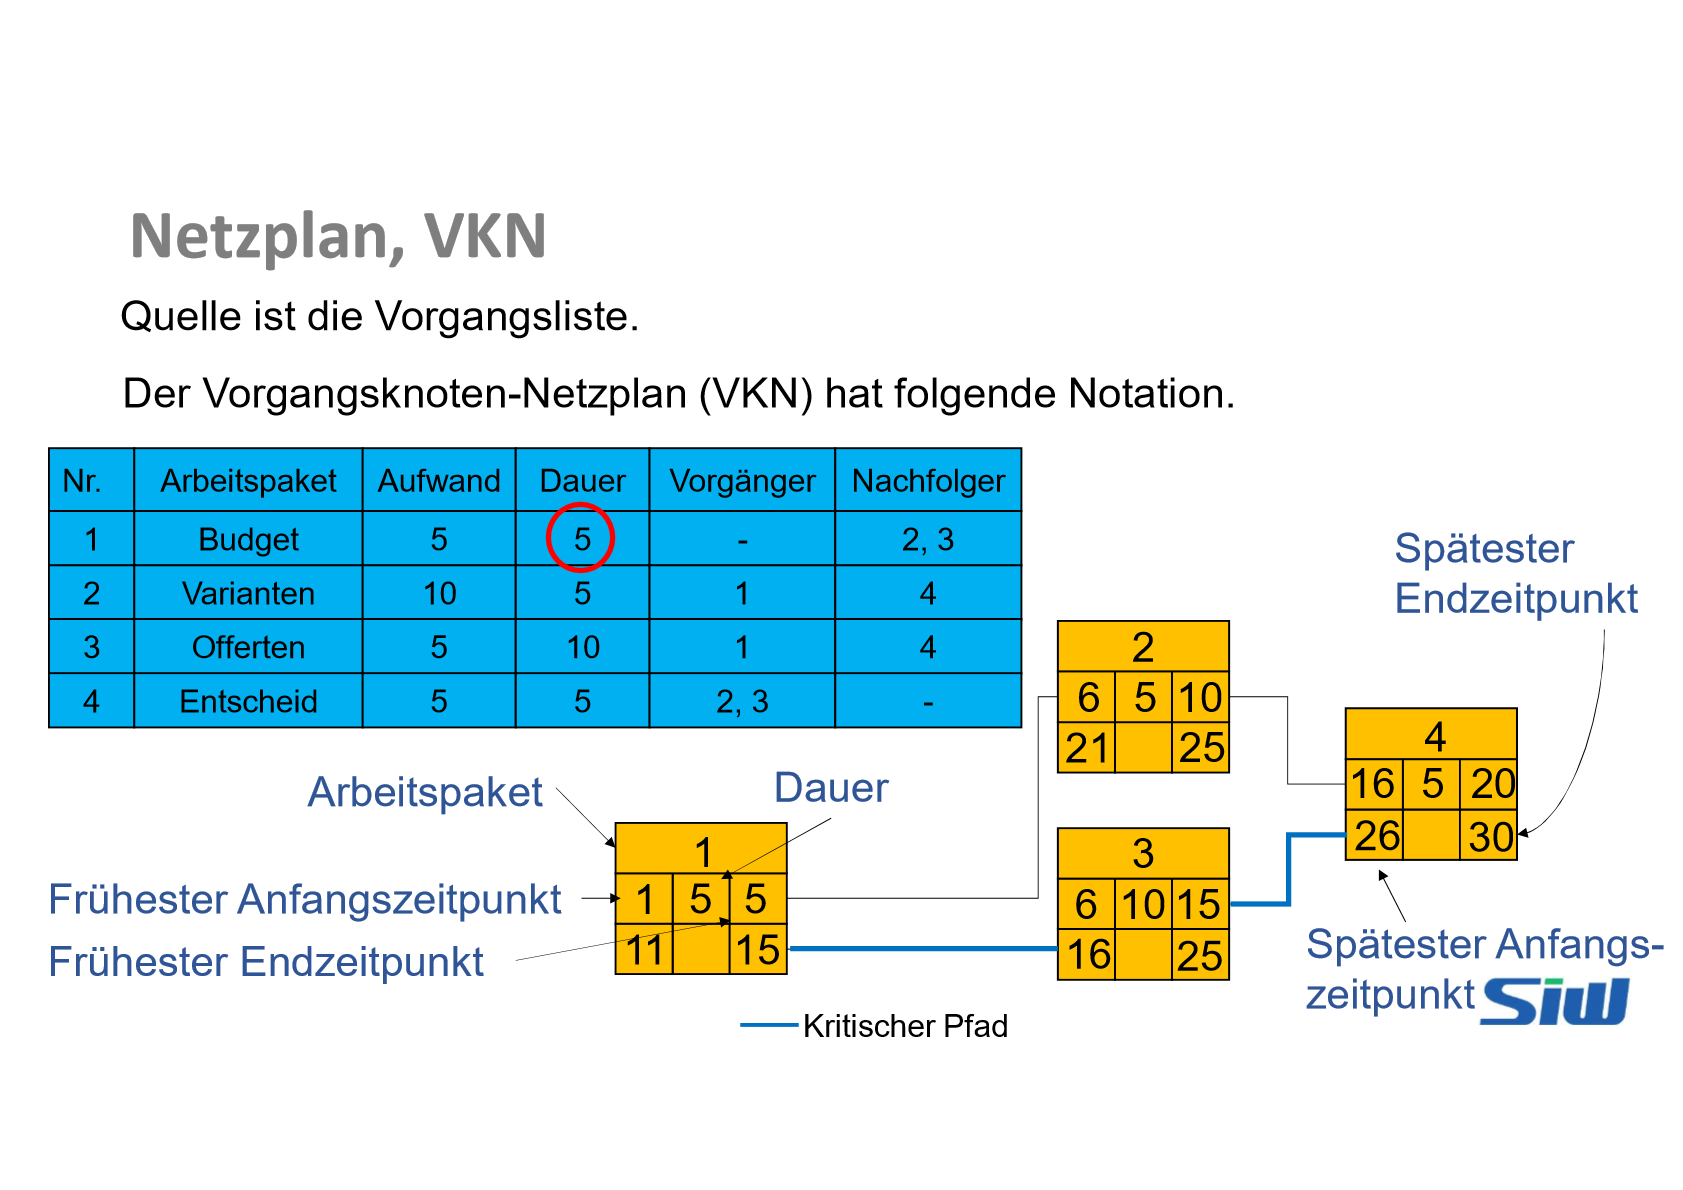 Netzplan, VKN
Quelle ist die Vorgangsliste.
Der Vorgangsknoten-Netzplan (VKN) hat folgende Notation.
Nr. Arbeitspaket Aufwand Dauer Vorgänger Nachfolger
1 Budget 5 5 - 2, 3
2 Varianten 10 5 1 4
3 Offerten 5 10 1 4
4 Entscheid 5 5 2, 3 -
Spätester
Endzeitpunkt
2
6 5 10
21 25
4
16 5 20
26 30
Arbeitspaket
Dauer
1
1 5 5
11 15
3
6 10 15
16 25
Frühester Anfangszeitpunkt
Frühester Endzeitpunkt
Spätester Anfangs-
zeitpunkt
Siw
Kritischer Pfad